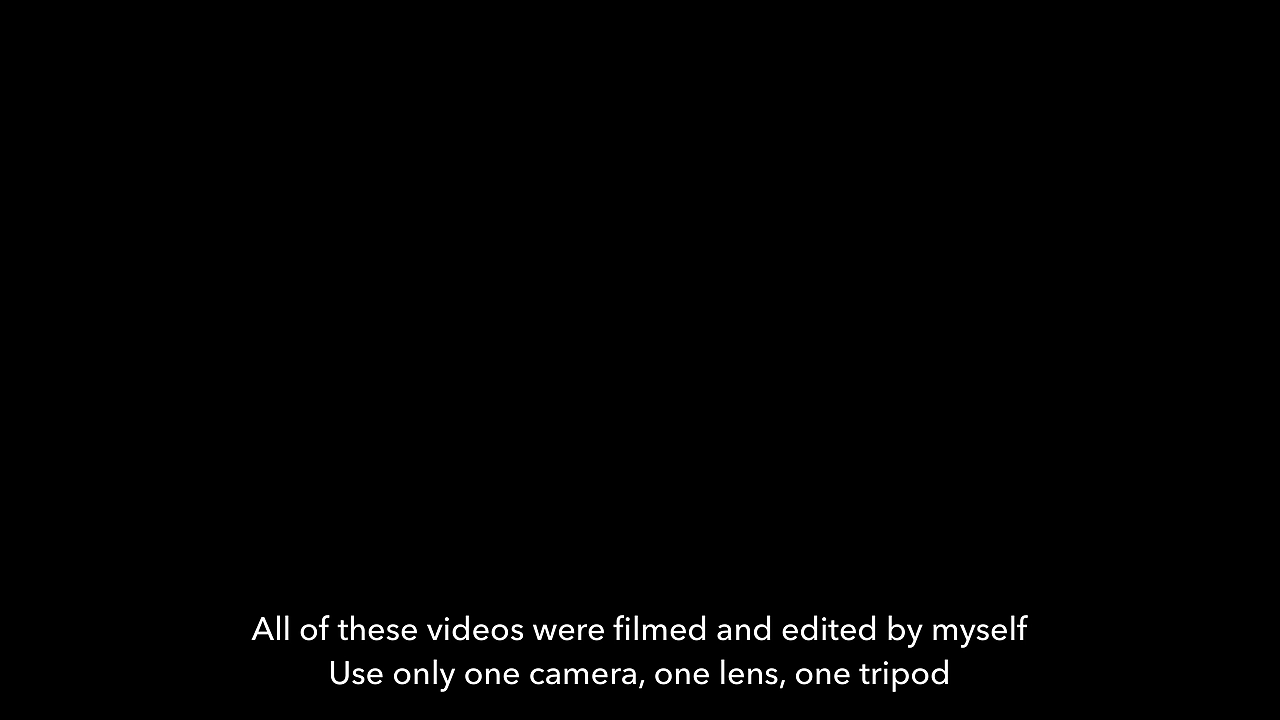 All of these videos were filmed and edited by myself
Use only one camera, one lens, one tripod